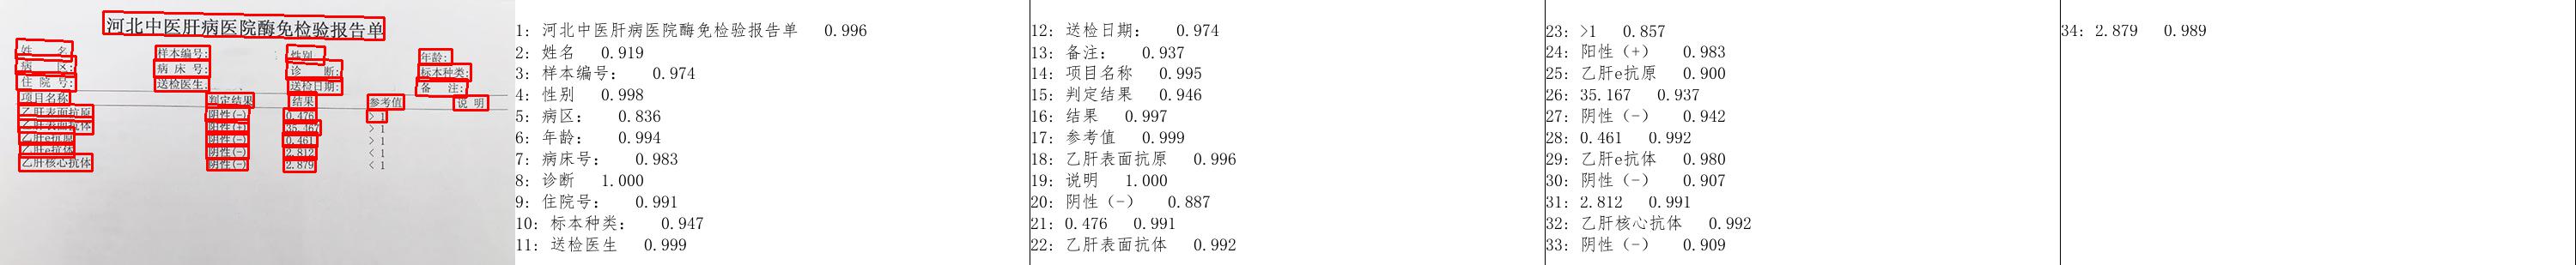 河北中医肝病医院酶免检验报告单
姓 名 样本编号: 性别 年龄:
病 区: 病 床 号: 诊 断: 标本种类:
住 院 号: 送检医生: 送检日期: 备 注:
项目名称 判定结果 结果 参考值 说 明
乙肝表面抗原 阴性(-) 0.476 > 1
乙肝表面抗体 阳性(+) 35.467 > 1
乙肝e抗原 阴性(-) 0.461 > 1
乙肝e抗体 阴性(-) 2.812 < 1
乙肝核心抗体 阴性(-) 2.879 < 1
1: 河北中医肝病医院酶免检验报告单 0.996
2: 姓名 0.919
3: 样本编号: 0.974
4: 性别 0.998
5: 病区: 0.836
6: 年龄: 0.994
7: 病床号: 0.983
8: 诊断 1.000
9: 住院号: 0.991
10: 标本种类: 0.947
11: 送检医生 0.999
12: 送检日期: 0.974
13: 备注: 0.937
14: 项目名称 0.995
15: 判定结果 0.946
16: 结果 0.997
17: 参考值 0.999
18: 乙肝表面抗原 0.996
19: 说明 1.000
20: 阴性(-) 0.887
21: 0.476 0.991
22: 乙肝表面抗体 0.992
23: >1 0.857
24: 阳性(+) 0.983
25: 乙肝e抗原 0.900
26: 35.167 0.937
27: 阴性(-) 0.942
28: 0.461 0.992
29: 乙肝e抗体 0.980
30: 阴性(-) 0.907
31: 2.812 0.991
32: 乙肝核心抗体 0.992
33: 阴性(-) 0.909
34: 2.879 0.989